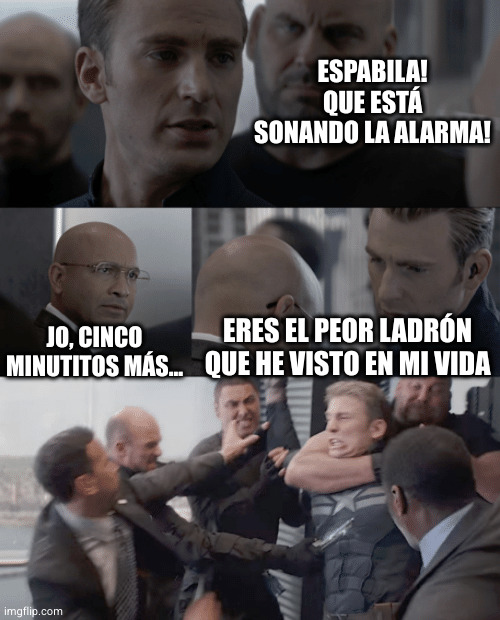 ESPABILA!
QUE ESTÁ
SONANDO LA ALARMA!
JO, CINCO
MINUTITOS MÁS...
ERES EL PEOR LADRÓN
QUE HE VISTO EN MI VIDA
imgflip.com